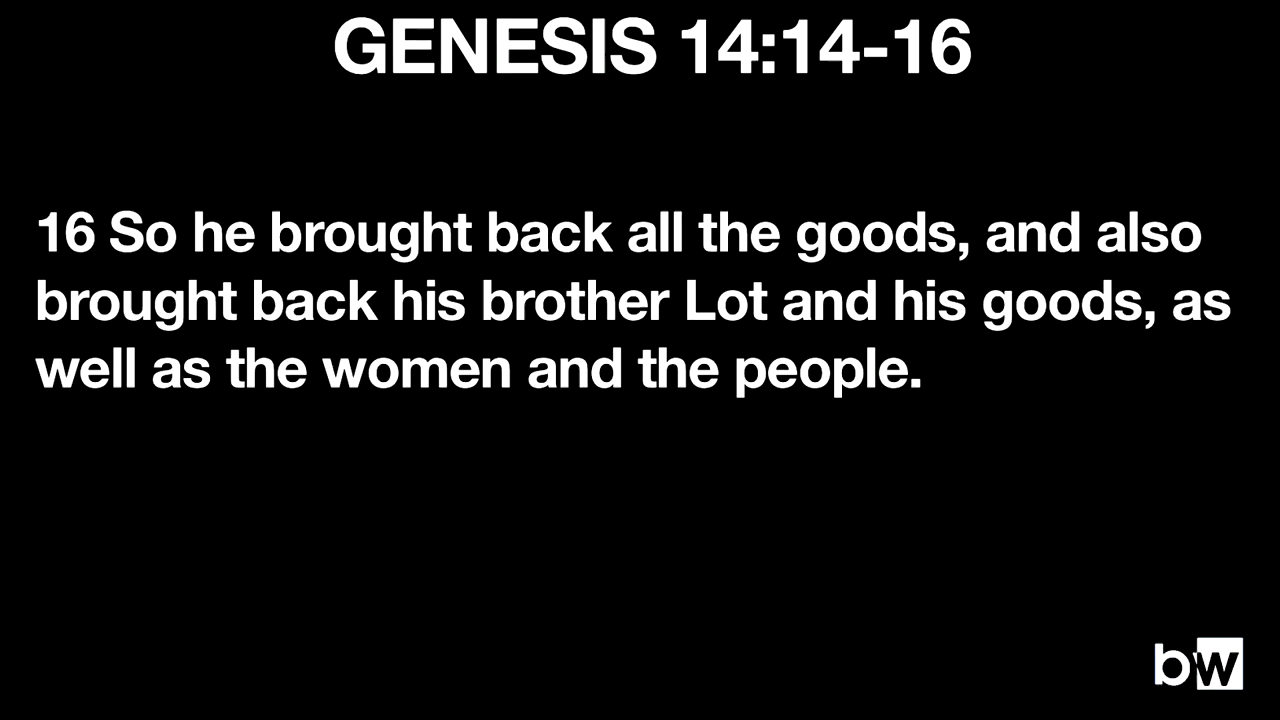 GENESIS 14:14-16
16 So he brought back all the goods, and also
brought back his brother Lot and his goods, as
well as the women and the people.
bw